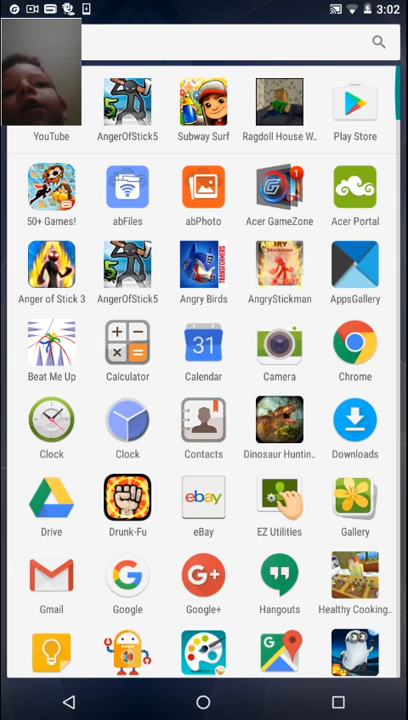 3:02
YouTube AngerOfStick5 Subway Surf Ragdoll House W.. Play Store
1
50+ Games! abFiles abPhoto Acer GameZone Acer Portal
5
Anger of Stick 3 AngerOfStick5 Angry Birds AngryStickman AppsGallery
31
Beat Me Up Calculator Calendar Camera Chrome
Clock Clock Contacts Dinosaur Huntin.. Downloads
ebay
Drive Drunk-Fu eBay EZ Utilities Gallery
G G+
Gmail Google Google+ Hangouts Healthy Cooking..